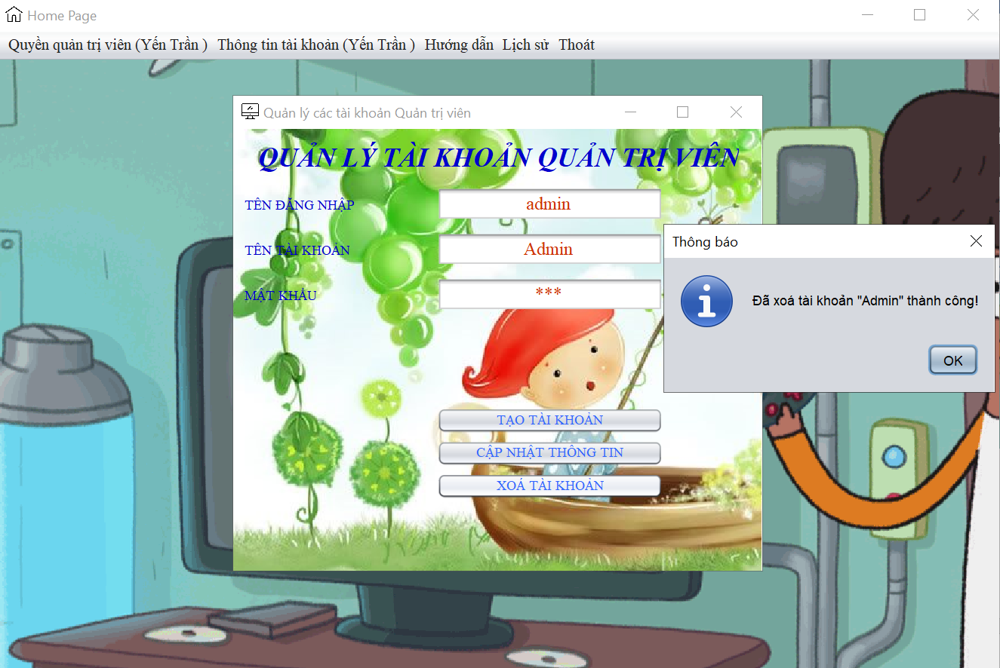 Home Page
Quyền quản trị viên (Yến Trần ) Thông tin tài khoản (Yến Trần ) Hướng dẫn Lịch sử Thoát
Quản lý các tài khoản Quản trị viên
QUẢN LÝ TÀI KHOẢN QUẢN TRỊ VIÊN
TÊN ĐĂNG NHẬP admin
TÊN TÀI KHOẢN Admin
MẬT KHẨU ***
Thông báo
Đã xoá tài khoản "Admin" thành công!
OK
TẠO TÀI KHOẢN
CẬP NHẬT THÔNG TIN
XOÁ TÀI KHOẢN